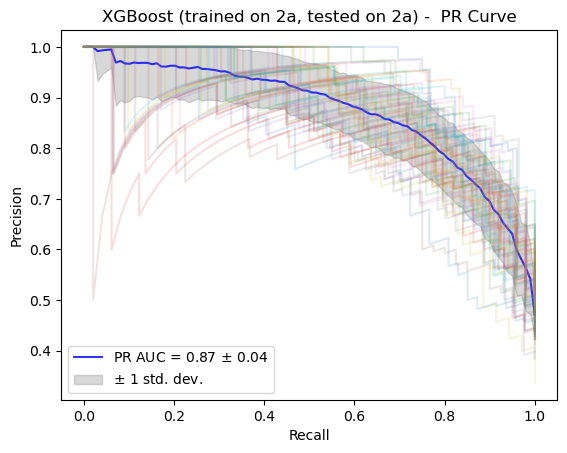 XGBoost (trained on 2a, tested on 2a) -  PR Curve
Precision
1.0
0.9
0.8
0.7
0.6
0.5
0.4
PR AUC = 0.87 ± 0.04
± 1 std. dev.
0.0 0.2 0.4 0.6 0.8 1.0
Recall